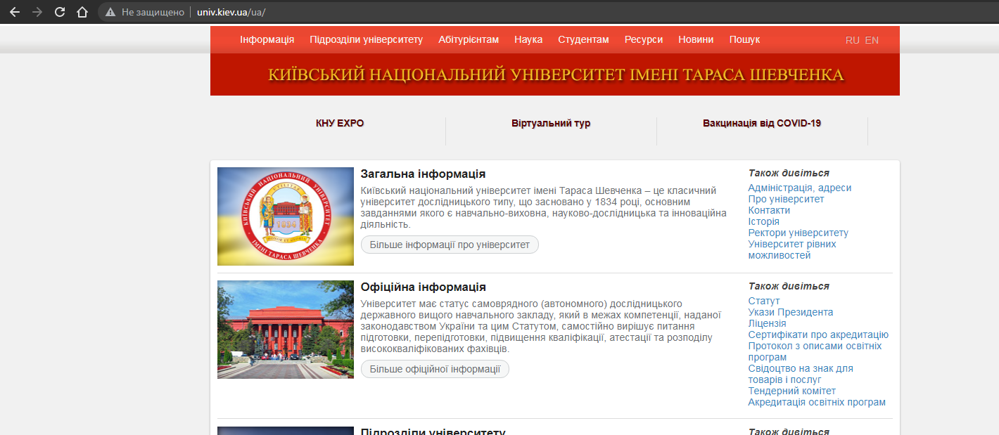 Не защищено
univ.kiev.ua/ua/
Інформація Підрозділи університету Абітурієнтам Наука Студентам Ресурси Новини Пошук RU EN
КИЇВСЬКИЙ НАЦІОНАЛЬНИЙ УНІВЕРСИТЕТ ІМЕНІ ТАРАСА ШЕВЧЕНКА
КНУ EXPO
Віртуальний тур
Вакцинація від COVID-19
КИЇВСЬКИЙ НАЦІОНАЛЬНИЙ УНІВЕРСИТЕТ
ІМЕНІ ТАРАСА ШЕВЧЕНКА
UTILITAS
1834
HONOR ET GLORIA
Загальна інформація
Київський національний університет імені Тараса Шевченка – це класичний
університет дослідницького типу, що засновано у 1834 році, основним
завданнями якого є навчально-виховна, науково-дослідницька та інноваційна
діяльність.
Більше інформації про університет
Також дивіться
Адміністрація, адреси
Про університет
Контакти
Історія
Ректори університету
Університет рівних
можливостей
Офіційна інформація
Університет має статус самоврядного (автономного) дослідницького
державного вищого навчального закладу, який в межах компетенції, наданої
законодавством України та цим Статутом, самостійно вирішує питання
підготовки, перепідготовки, підвищення кваліфікації, атестації та розподілу
висококваліфікованих фахівців.
Більше офіційної інформації
Також дивіться
Статут
Укази Президента
Ліцензія
Сертифікати про акредитацію
Протокол з описами освітніх
програм
Свідоцтво на знак для
товарів і послуг
Тендерний комітет
Акредитація освітніх програм
Підрозділи університету
Також дивіться